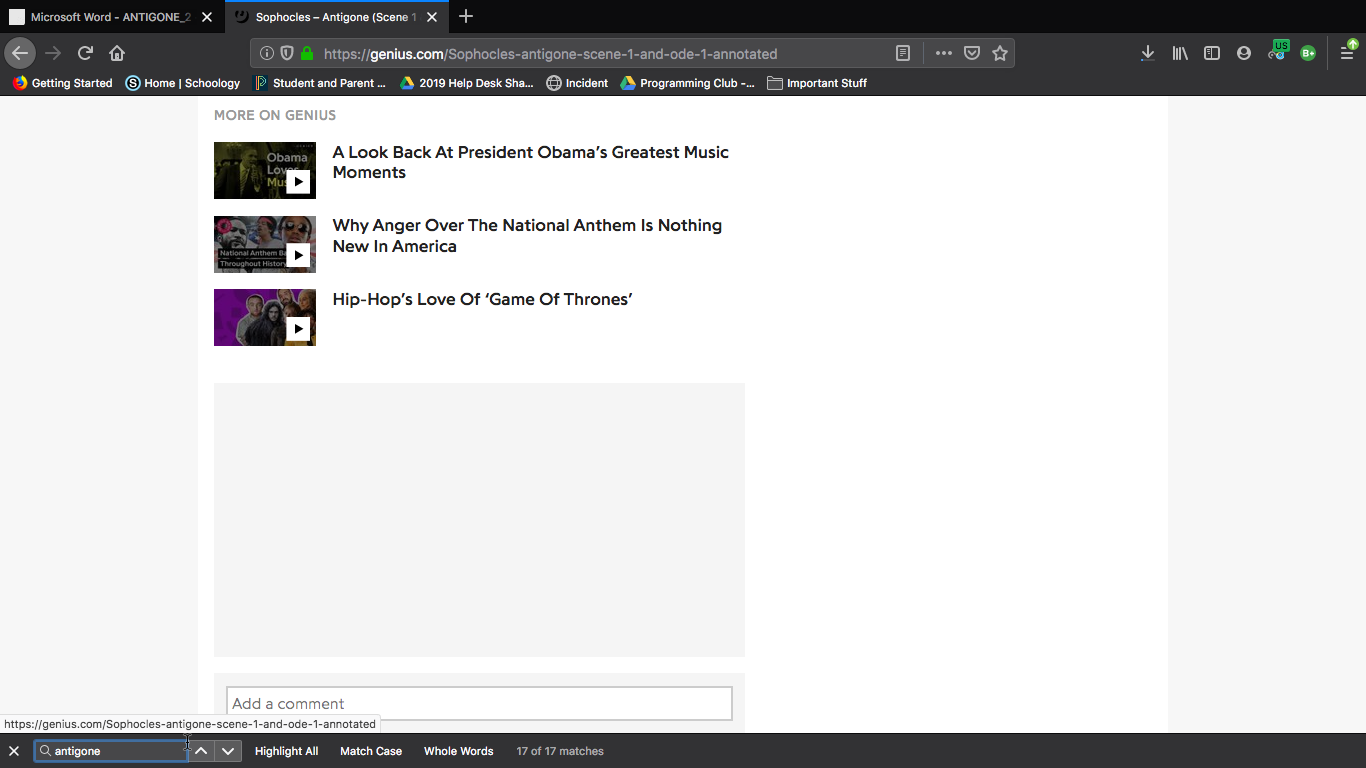 Microsoft Word - ANTIGONE_2
Sophocles – Antigone (Scene 1
https://genius.com/Sophocles-antigone-scene-1-and-ode-1-annotated
US
B+
Getting Started
Home | Schoology
Student and Parent ...
2019 Help Desk Sha...
Incident
Programming Club -...
Important Stuff
MORE ON GENIUS
Obama
Loves
Music
A Look Back At President Obama’s Greatest Music
Moments
National Anthem Ba
Throughout History
Why Anger Over The National Anthem Is Nothing
New In America
Hip-Hop’s Love Of ‘Game Of Thrones’
Add a comment
https://genius.com/Sophocles-antigone-scene-1-and-ode-1-annotated
antigone
Highlight All
Match Case
Whole Words
17 of 17 matches